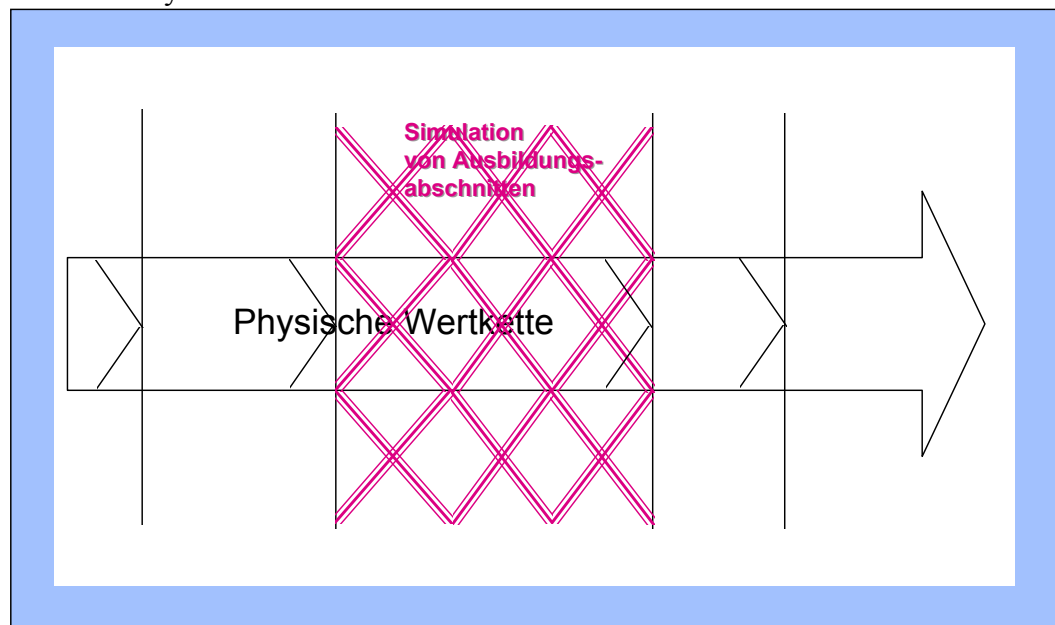 Simulation
von Ausbildungs-
abschnitten
Physische Wertkette